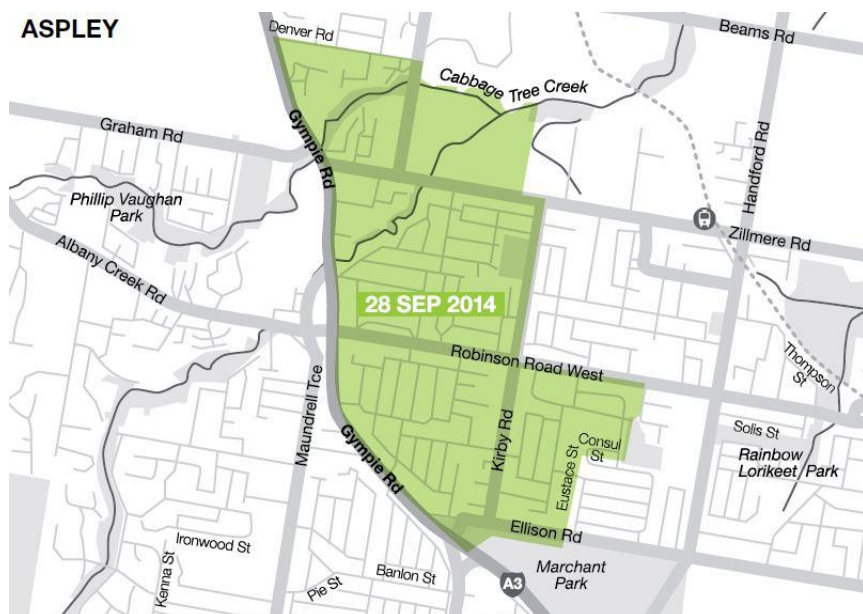 ASPLEY
Denver Rd
Beams Rd
Cabbage Tree Creek
Graham Rd
Gympie Rd
Handford Rd
Phillip Vaughan
Park
Zillmere Rd
Albany Creek Rd
28 SEP 2014
Robinson Road West
Thompson
St
Maundrell Tce
Gympie Rd
Kirby Rd
Eustace St
Consul
St
Solis St
Rainbow
Lorikeet Park
Ellison Rd
Ironwood St
Kenna St
Pie St
Banlon St
A3
Marchant
Park